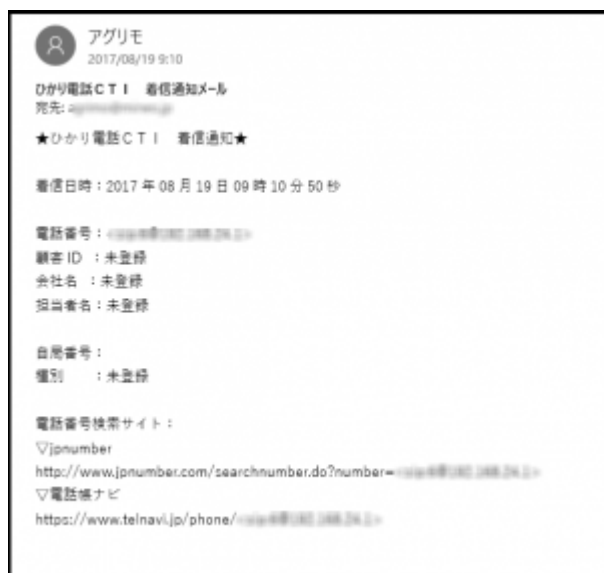 アグリモ
2017/08/19 9:10
ひかり電話CTI　着信通知メール
宛先:
★ひかり電話CTI　着信通知★
着信日時：2017 年 08 月 19 日 09 時 10 分 50 秒
電話番号：
顧客 ID　：未登録
会社名　：未登録
担当者名：未登録
自局番号：
種別　　：未登録
電話番号検索サイト：
▽jpnumber
http://www.jpnumber.com/searchnumber.do?number=
▽電話帳ナビ
https://www.telnavi.jp/phone/